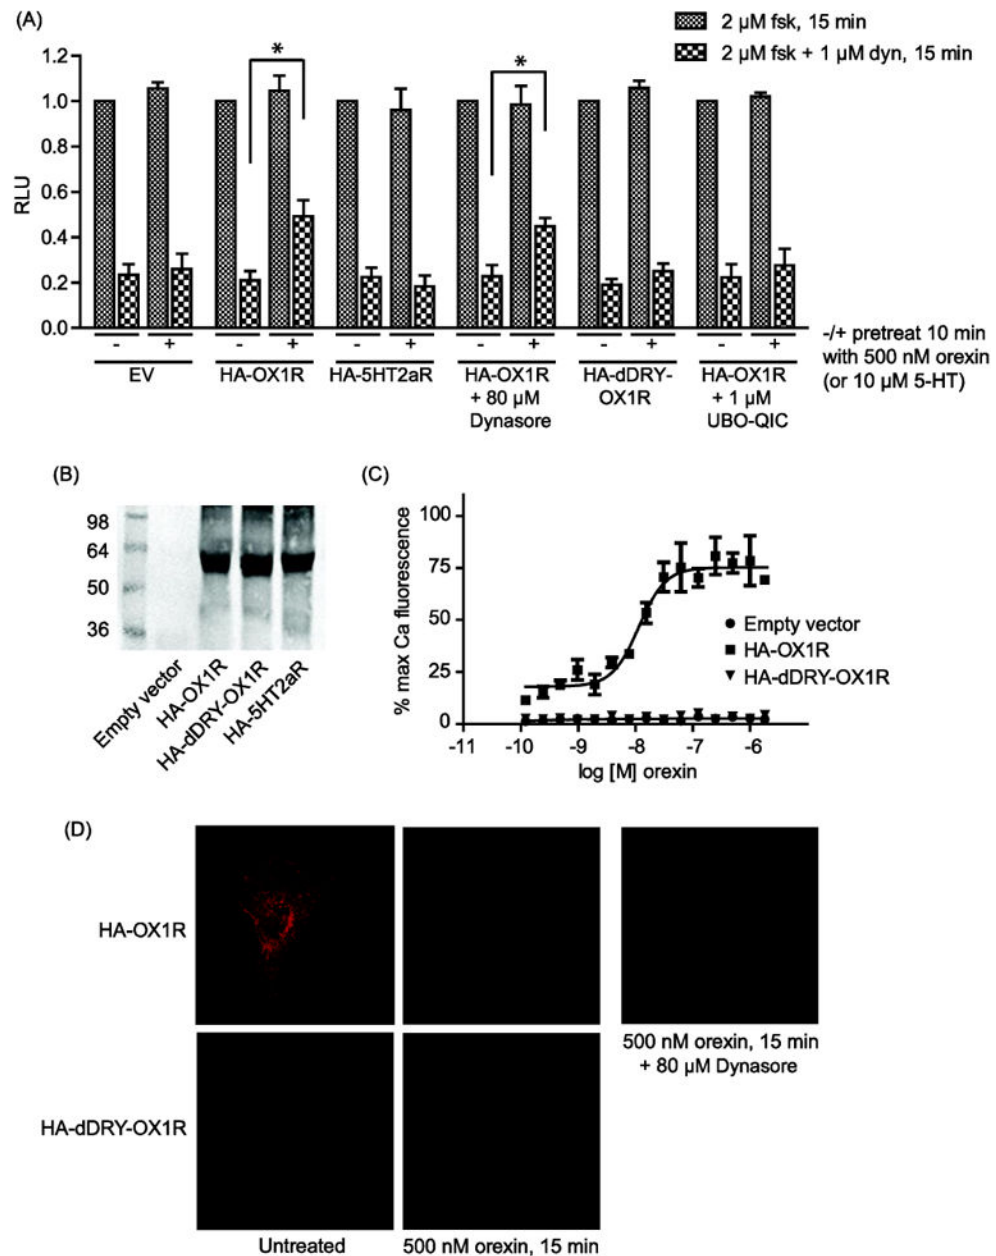 (A)
2 µM fsk, 15 min
2 µM fsk + 1 µM dyn, 15 min
RLU
1.2
1.0
0.8
0.6
0.4
0.2
0.0
* *
- + - + - + - + - + - +
-/+ pretreat 10 min
with 500 nM orexin
(or 10 µM 5-HT)
EV HA-OX1R HA-5HT2aR HA-OX1R + 80 µM Dynasore HA-dDRY-OX1R HA-OX1R + 1 µM UBO-QIC
(B)
98
64
50
36
Empty vector
HA-OX1R
HA-dDRY-OX1R
HA-5HT2aR
(C)
% max Ca fluorescence
100
75
50
25
0
-11 -10 -9 -8 -7 -6
log [M] orexin
Empty vector
HA-OX1R
HA-dDRY-OX1R
(D)
HA-OX1R
500 nM orexin, 15 min
+ 80 µM Dynasore
HA-dDRY-OX1R
Untreated
500 nM orexin, 15 min